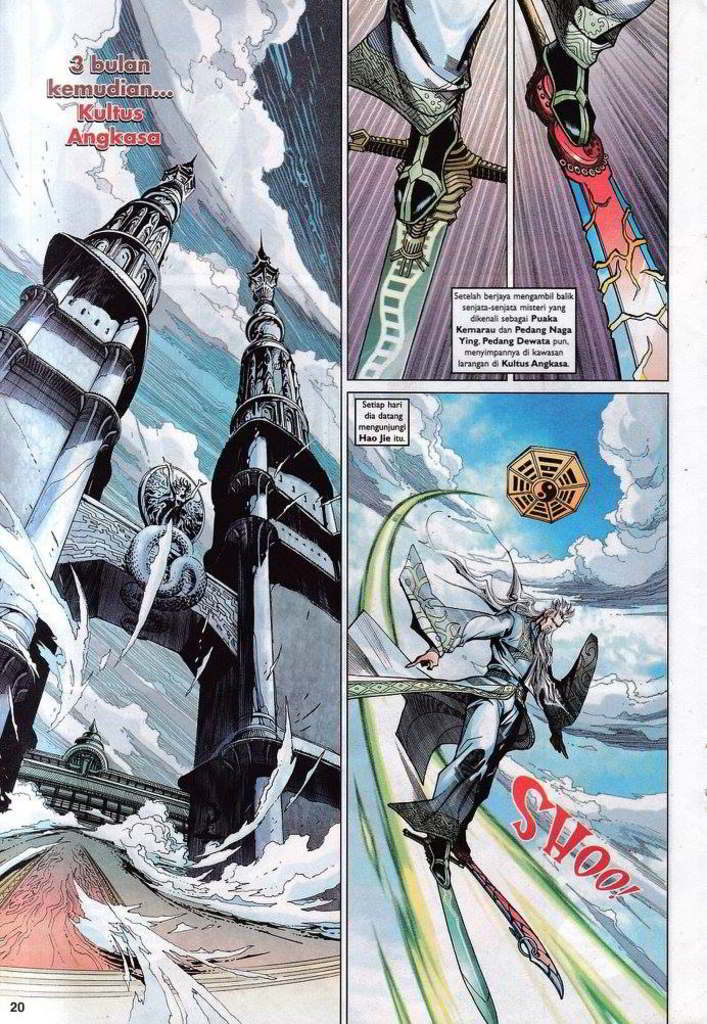 3 bulan
kemudian...
Kultus
Angkasa
Setelah berjaya mengambil balik
senjata-senjata misteri yang
dikenali sebagai Puaka
Kemarau dan Pedang Naga
Ying, Pedang Dewata pun,
menyimpannya di kawasan
larangan di Kultus Angkasa.
Setiap hari
dia datang
mengunjungi
Hao Jie itu.
SHOO!
20